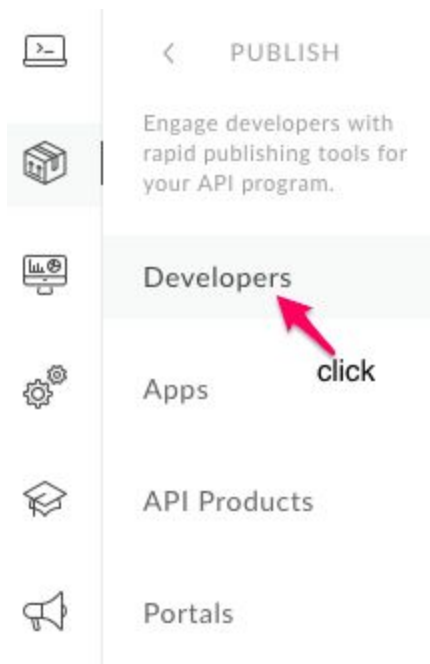 < PUBLISH
Engage developers with
rapid publishing tools for
your API program.
Developers
click
Apps
API Products
Portals